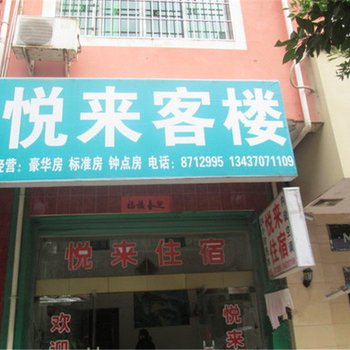 悦来客楼
经营：豪华房 标准房 钟点房 电话：8712995 13437071109
悦来住宿
悦来住宿
欢迎
悦来